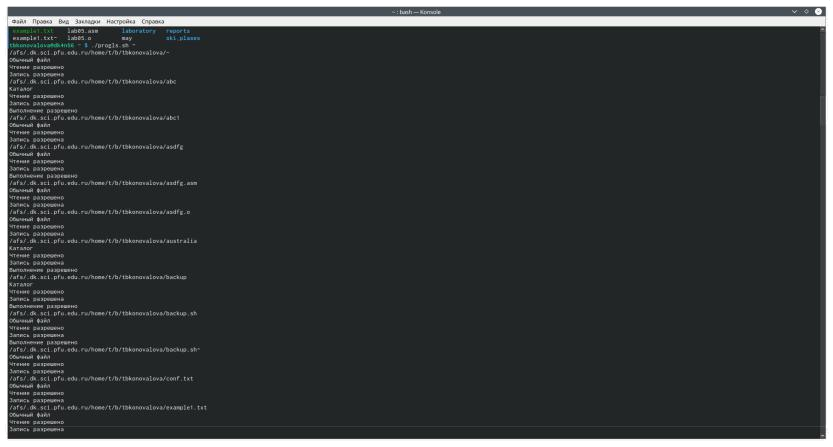 ~ : bash — Konsole
Файл Правка Вид Закладки Настройка Справка
example1.txt lab05.asm laboratory reports
example1.txt~ lab05.o may ski.plases
tbkonovalova@dk4n56 ~ $ ./progls.sh ~
/afs/.dk.sci.pfu.edu.ru/home/t/b/tbkonovalova/~
Обычный файл
Чтение разрешено
Запись разрешена
/afs/.dk.sci.pfu.edu.ru/home/t/b/tbkonovalova/abc
Каталог
Чтение разрешено
Запись разрешена
Выполнение разрешено
/afs/.dk.sci.pfu.edu.ru/home/t/b/tbkonovalova/abc1
Обычный файл
Чтение разрешено
Запись разрешена
/afs/.dk.sci.pfu.edu.ru/home/t/b/tbkonovalova/asdfg
Обычный файл
Чтение разрешено
Запись разрешена
Выполнение разрешено
/afs/.dk.sci.pfu.edu.ru/home/t/b/tbkonovalova/asdfg.asm
Обычный файл
Чтение разрешено
Запись разрешена
/afs/.dk.sci.pfu.edu.ru/home/t/b/tbkonovalova/asdfg.o
Обычный файл
Чтение разрешено
Запись разрешена
/afs/.dk.sci.pfu.edu.ru/home/t/b/tbkonovalova/australia
Каталог
Чтение разрешено
Запись разрешена
Выполнение разрешено
/afs/.dk.sci.pfu.edu.ru/home/t/b/tbkonovalova/backup
Каталог
Чтение разрешено
Запись разрешена
Выполнение разрешено
/afs/.dk.sci.pfu.edu.ru/home/t/b/tbkonovalova/backup.sh
Обычный файл
Чтение разрешено
Запись разрешена
Выполнение разрешено
/afs/.dk.sci.pfu.edu.ru/home/t/b/tbkonovalova/backup.sh~
Обычный файл
Чтение разрешено
Запись разрешена
/afs/.dk.sci.pfu.edu.ru/home/t/b/tbkonovalova/conf.txt
Обычный файл
Чтение разрешено
Запись разрешена
/afs/.dk.sci.pfu.edu.ru/home/t/b/tbkonovalova/example1.txt
Обычный файл
Чтение разрешено
Запись разрешена